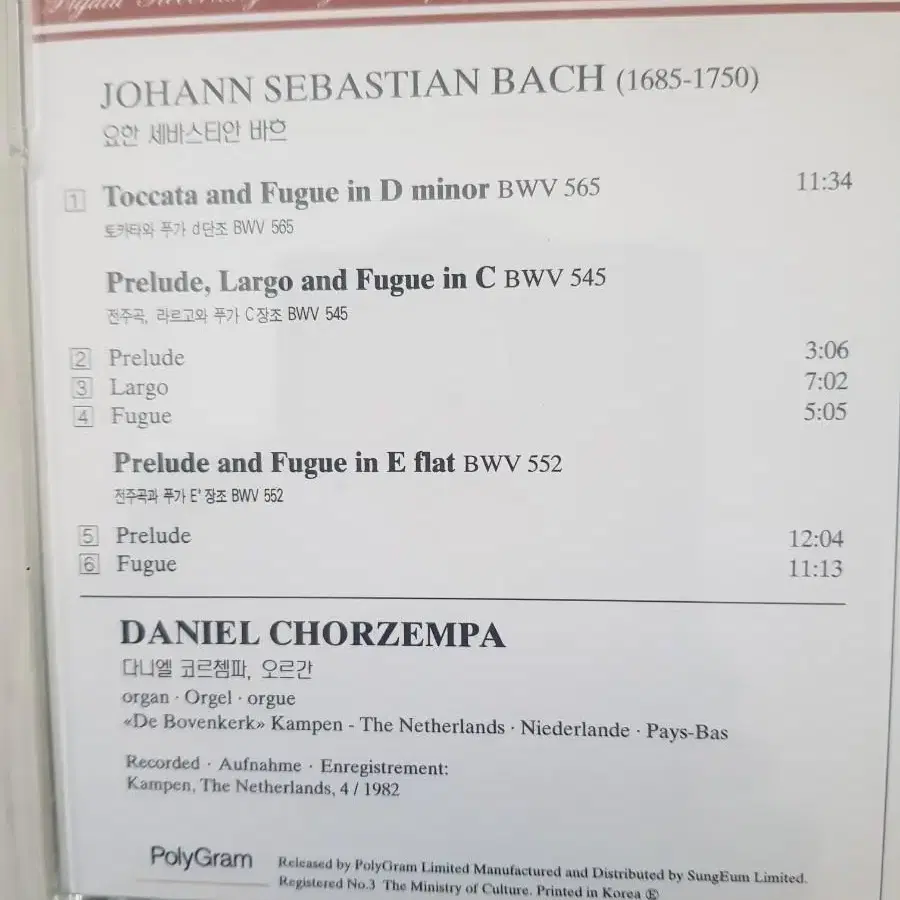 Digital Recording
JOHANN SEBASTIAN BACH (1685-1750)
요한 세바스티안 바흐
1 Toccata and Fugue in D minor BWV 565 11:34
토카타와 푸가 d단조 BWV 565
Prelude, Largo and Fugue in C BWV 545
전주곡, 라르고와 푸가 C장조 BWV 545
2 Prelude 3:06
3 Largo 7:02
4 Fugue 5:05
Prelude and Fugue in E flat BWV 552
전주곡과 푸가 E♭장조 BWV 552
5 Prelude 12:04
6 Fugue 11:13
DANIEL CHORZEMPA
다니엘 코르쳄파, 오르간
organ · Orgel · orgue
«De Bovenkerk» Kampen - The Netherlands · Niederlande · Pays-Bas
Recorded · Aufnahme · Enregistrement:
Kampen, The Netherlands, 4 / 1982
PolyGram
Released by PolyGram Limited Manufactured and Distributed by SungEum Limited.
Registered No.3 The Ministry of Culture. Printed in Korea Ⓔ